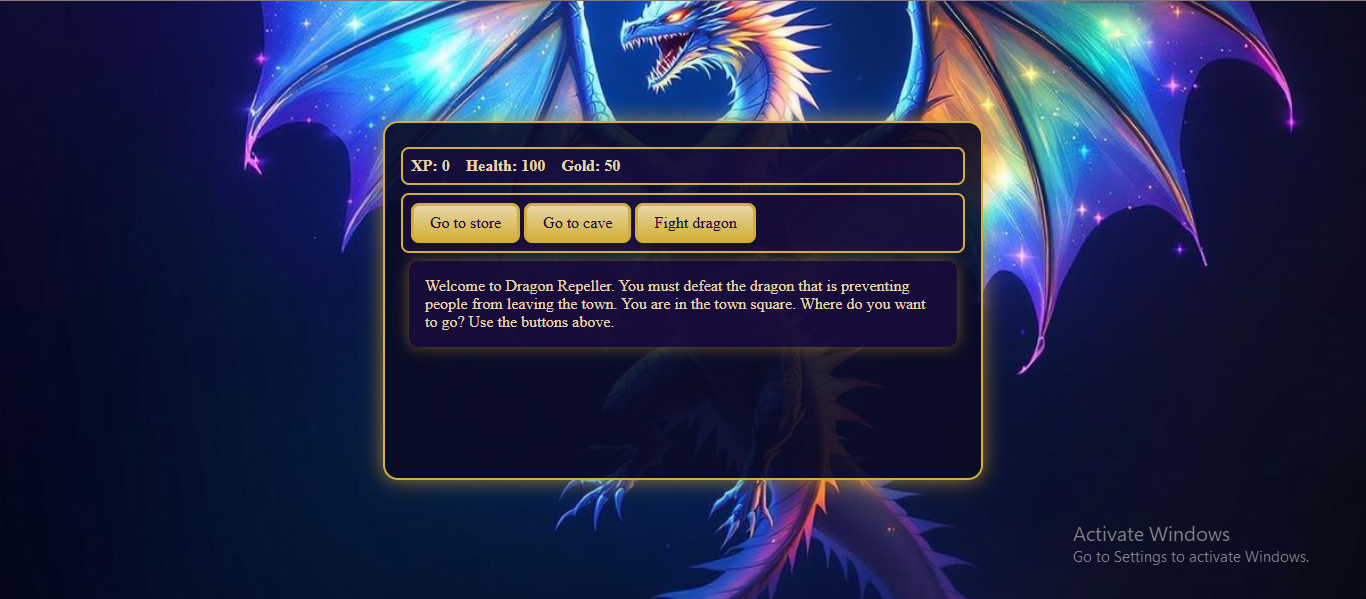 XP: 0 Health: 100 Gold: 50
Go to store Go to cave Fight dragon
Welcome to Dragon Repeller. You must defeat the dragon that is preventing
people from leaving the town. You are in the town square. Where do you want
to go? Use the buttons above.
Activate Windows
Go to Settings to activate Windows.